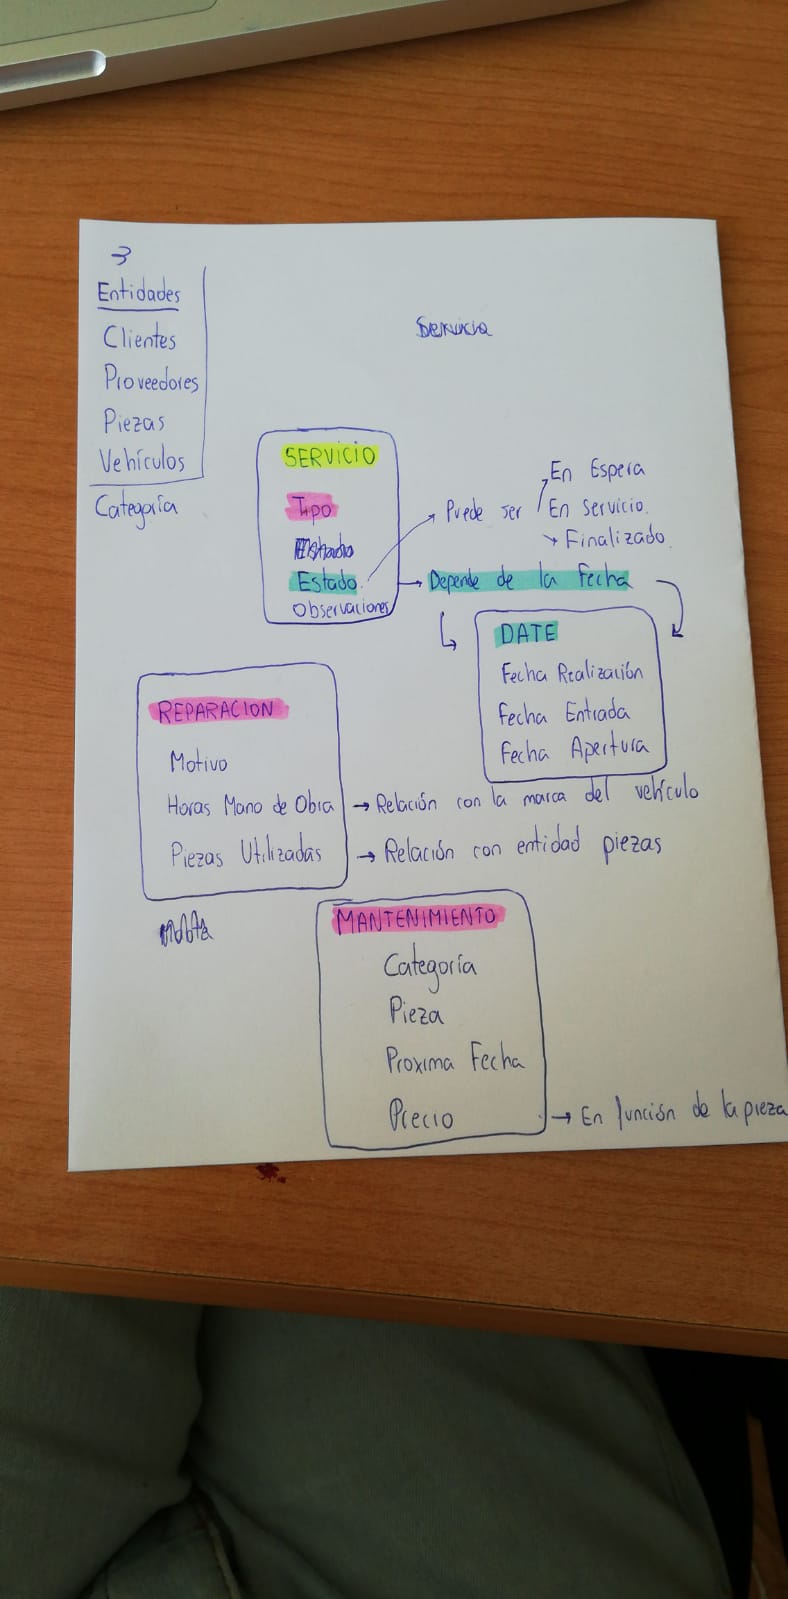 3
Entidades
Clientes
Proveedores
Piezas
Vehículos
Categoría
Servicio
SERVICIO
Tipo
Estado
Observaciones
Puede ser
En Espera
En Servicio.
Finalizado
Depende de la Fecha
DATE
Fecha Realización
Fecha Entrada
Fecha Apertura
REPARACION
Motivo
Horas Mano de Obra → Relación con la marca del vehículo
Piezas Utilizadas → Relación con entidad piezas
MANTENIMIENTO
Categoría
Pieza
Proxima Fecha
Precio → En función de la pieza